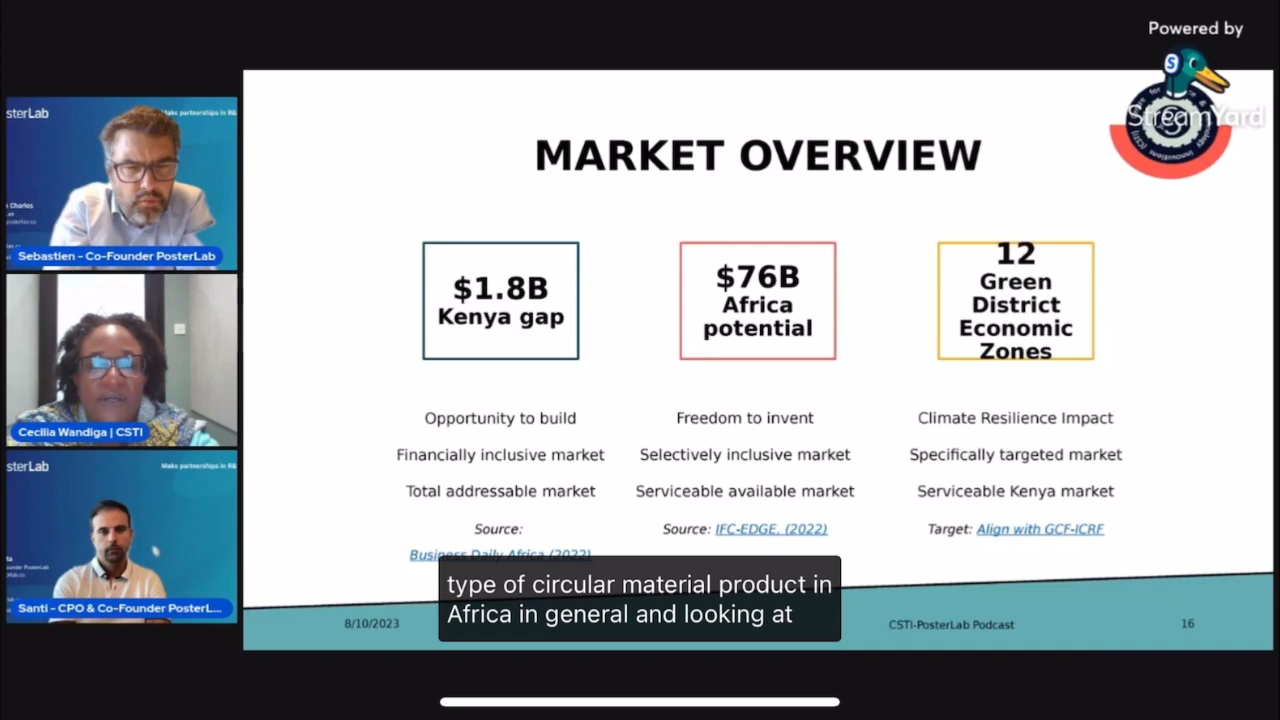 Powered by
StreamYard
sterLab
Make partnerships in R&
Charles
Sebastien - Co-Founder PosterLab
Cecilia Wandiga | CSTI
sterLab
Make partnerships in R&
Santi - CPO & Co-Founder PosterL...
MARKET OVERVIEW
$1.8B
Kenya gap
Opportunity to build
Financially inclusive market
Total addressable market
Source:
Business Daily Africa (2022)
$76B
Africa
potential
Freedom to invent
Selectively inclusive market
Serviceable available market
Source: IFC-EDGE. (2022)
12
Green
District
Economic
Zones
Climate Resilience Impact
Specifically targeted market
Serviceable Kenya market
Target: Align with GCF-ICRF
type of circular material product in
Africa in general and looking at
8/10/2023
CSTI-PosterLab Podcast
16